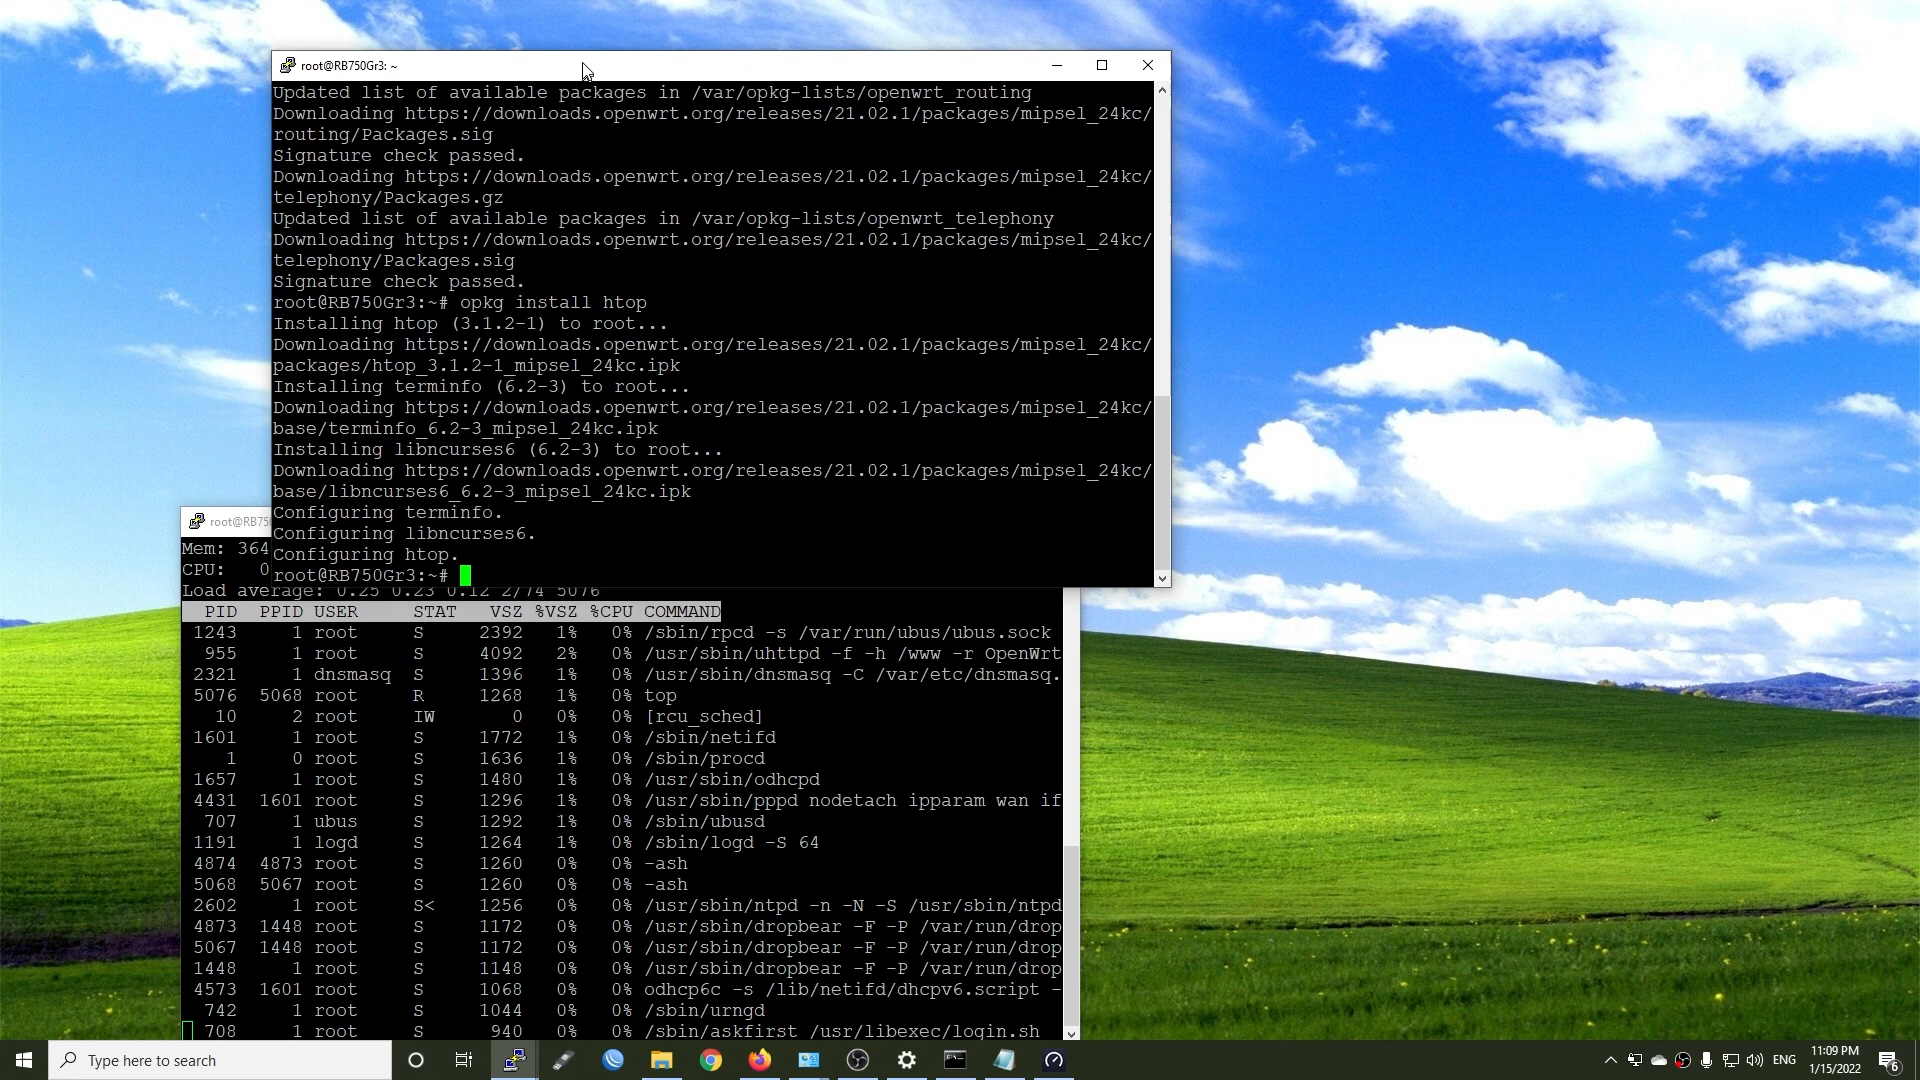 root@RB750Gr3: ~
Updated list of available packages in /var/opkg-lists/openwrt_routing
Downloading https://downloads.openwrt.org/releases/21.02.1/packages/mipsel_24kc/
routing/Packages.sig
Signature check passed.
Downloading https://downloads.openwrt.org/releases/21.02.1/packages/mipsel_24kc/
telephony/Packages.gz
Updated list of available packages in /var/opkg-lists/openwrt_telephony
Downloading https://downloads.openwrt.org/releases/21.02.1/packages/mipsel_24kc/
telephony/Packages.sig
Signature check passed.
root@RB750Gr3:~# opkg install htop
Installing htop (3.1.2-1) to root...
Downloading https://downloads.openwrt.org/releases/21.02.1/packages/mipsel_24kc/
packages/htop_3.1.2-1_mipsel_24kc.ipk
Installing terminfo (6.2-3) to root...
Downloading https://downloads.openwrt.org/releases/21.02.1/packages/mipsel_24kc/
base/terminfo_6.2-3_mipsel_24kc.ipk
Installing libncurses6 (6.2-3) to root...
Downloading https://downloads.openwrt.org/releases/21.02.1/packages/mipsel_24kc/
base/libncurses6_6.2-3_mipsel_24kc.ipk
Configuring terminfo.
Configuring libncurses6.
Configuring htop.
root@RB750Gr3:~#
root@RB75
Mem: 364
CPU:   0
Load average: 0.25 0.23 0.12 2/74 5076
PID PPID USER STAT VSZ %VSZ %CPU COMMAND
1243 1 root S 2392 1% 0% /sbin/rpcd -s /var/run/ubus/ubus.sock
955 1 root S 4092 2% 0% /usr/sbin/uhttpd -f -h /www -r OpenWrt
2321 1 dnsmasq S 1396 1% 0% /usr/sbin/dnsmasq -C /var/etc/dnsmasq.
5076 5068 root R 1268 1% 0% top
10 2 root IW 0 0% 0% [rcu_sched]
1601 1 root S 1772 1% 0% /sbin/netifd
1 0 root S 1636 1% 0% /sbin/procd
1657 1 root S 1480 1% 0% /usr/sbin/odhcpd
4431 1601 root S 1296 1% 0% /usr/sbin/pppd nodetach ipparam wan if
707 1 ubus S 1292 1% 0% /sbin/ubusd
1191 1 logd S 1264 1% 0% /sbin/logd -S 64
4874 4873 root S 1260 0% 0% -ash
5068 5067 root S 1260 0% 0% -ash
2602 1 root S< 1256 0% 0% /usr/sbin/ntpd -n -N -S /usr/sbin/ntpd
4873 1448 root S 1172 0% 0% /usr/sbin/dropbear -F -P /var/run/drop
5067 1448 root S 1172 0% 0% /usr/sbin/dropbear -F -P /var/run/drop
1448 1 root S 1148 0% 0% /usr/sbin/dropbear -F -P /var/run/drop
4573 1601 root S 1068 0% 0% odhcp6c -s /lib/netifd/dhcpv6.script -
742 1 root S 1044 0% 0% /sbin/urngd
708 1 root S 940 0% 0% /sbin/askfirst /usr/libexec/login.sh
Type here to search
ENG
11:09 PM
1/15/2022
6